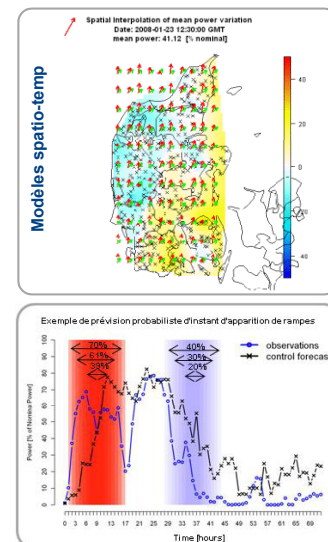 Spatial Interpolation of mean power variation
Date: 2008-01-23 12:30:00 GMT
mean power: 41.12 [% nominal]
Modèles spatio-temp
40
20
0
-20
-40
Exemple de prévision probabiliste d'instant d'apparition de rampes
70%
61%
38%
40%
30%
20%
observations
control forecas
Power [% of Nominal Power]
100
90
80
70
60
50
40
30
20
10
0
0 3 6 9 13 17 21 25 29 33 37 41 45 49 53 57 61 65 69
Time [hours]